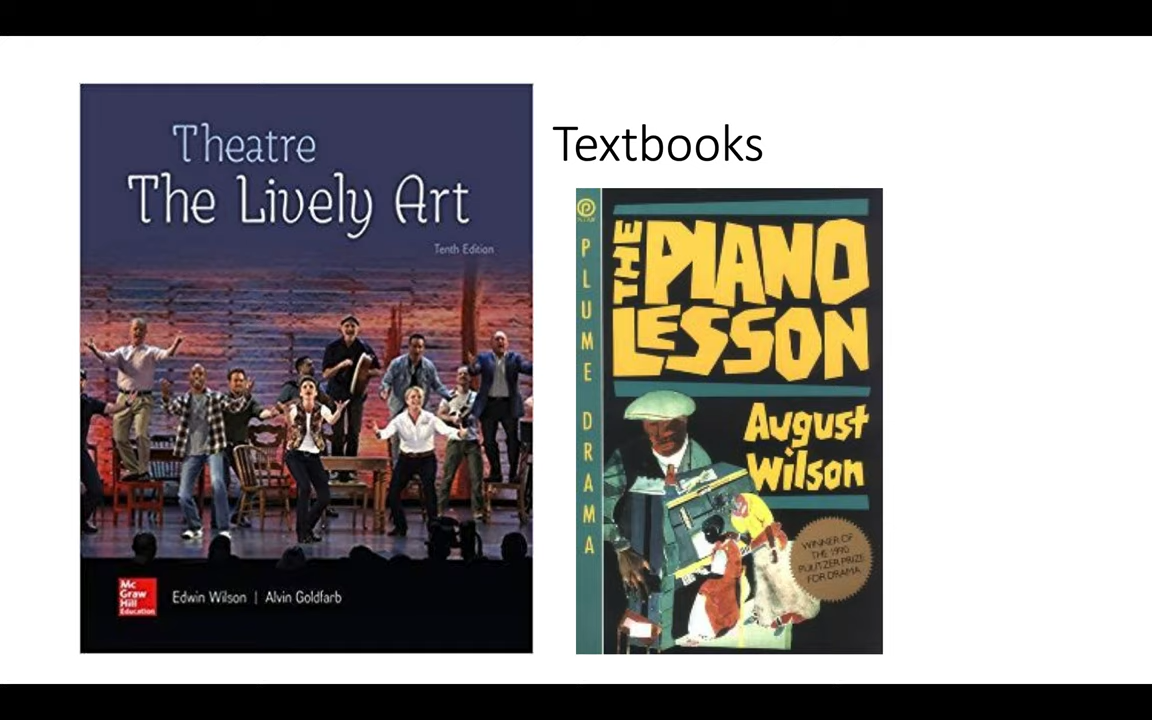 Theatre
The Lively Art
Tenth Edition
Mc
Graw
Hill
Education
Edwin Wilson | Alvin Goldfarb
Textbooks
PLUME DRAMA
THE PIANO
LESSON
August
Wilson
WINNER OF
THE 1990
PULITZER PRIZE
FOR DRAMA